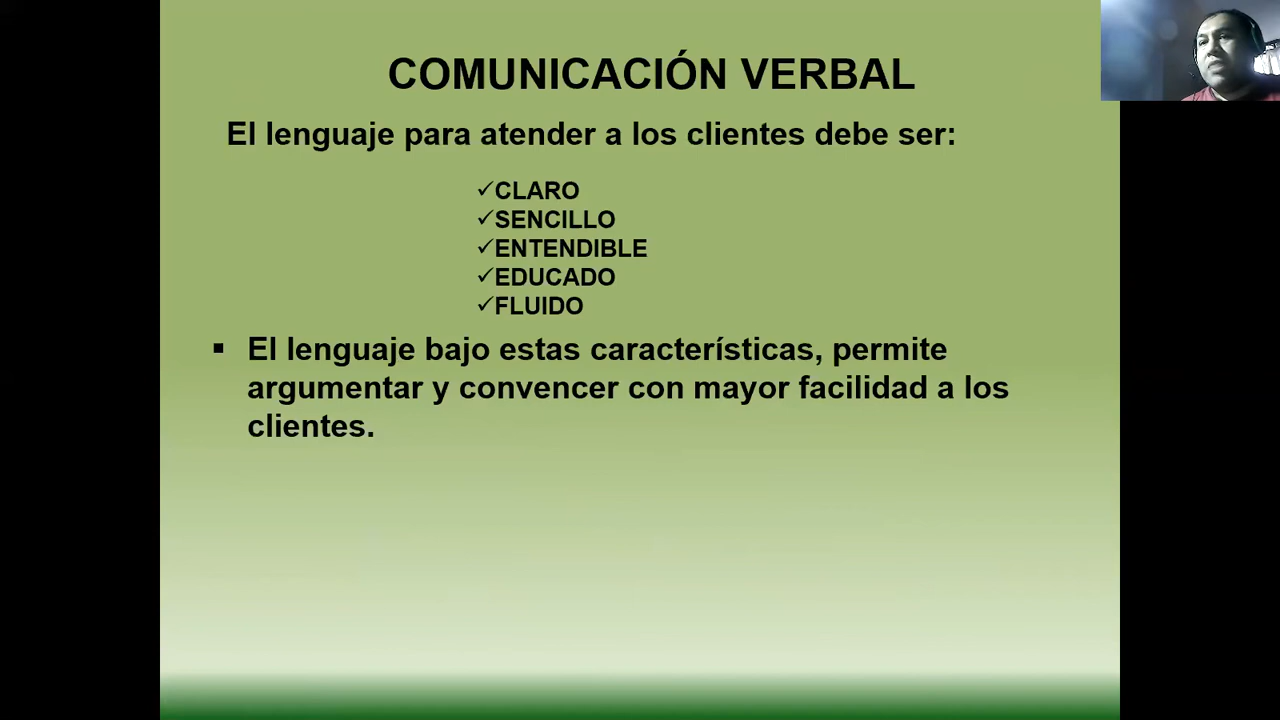 COMUNICACIÓN VERBAL
El lenguaje para atender a los clientes debe ser:
✓CLARO
✓SENCILLO
✓ENTENDIBLE
✓EDUCADO
✓FLUIDO
▪ El lenguaje bajo estas características, permite
argumentar y convencer con mayor facilidad a los
clientes.